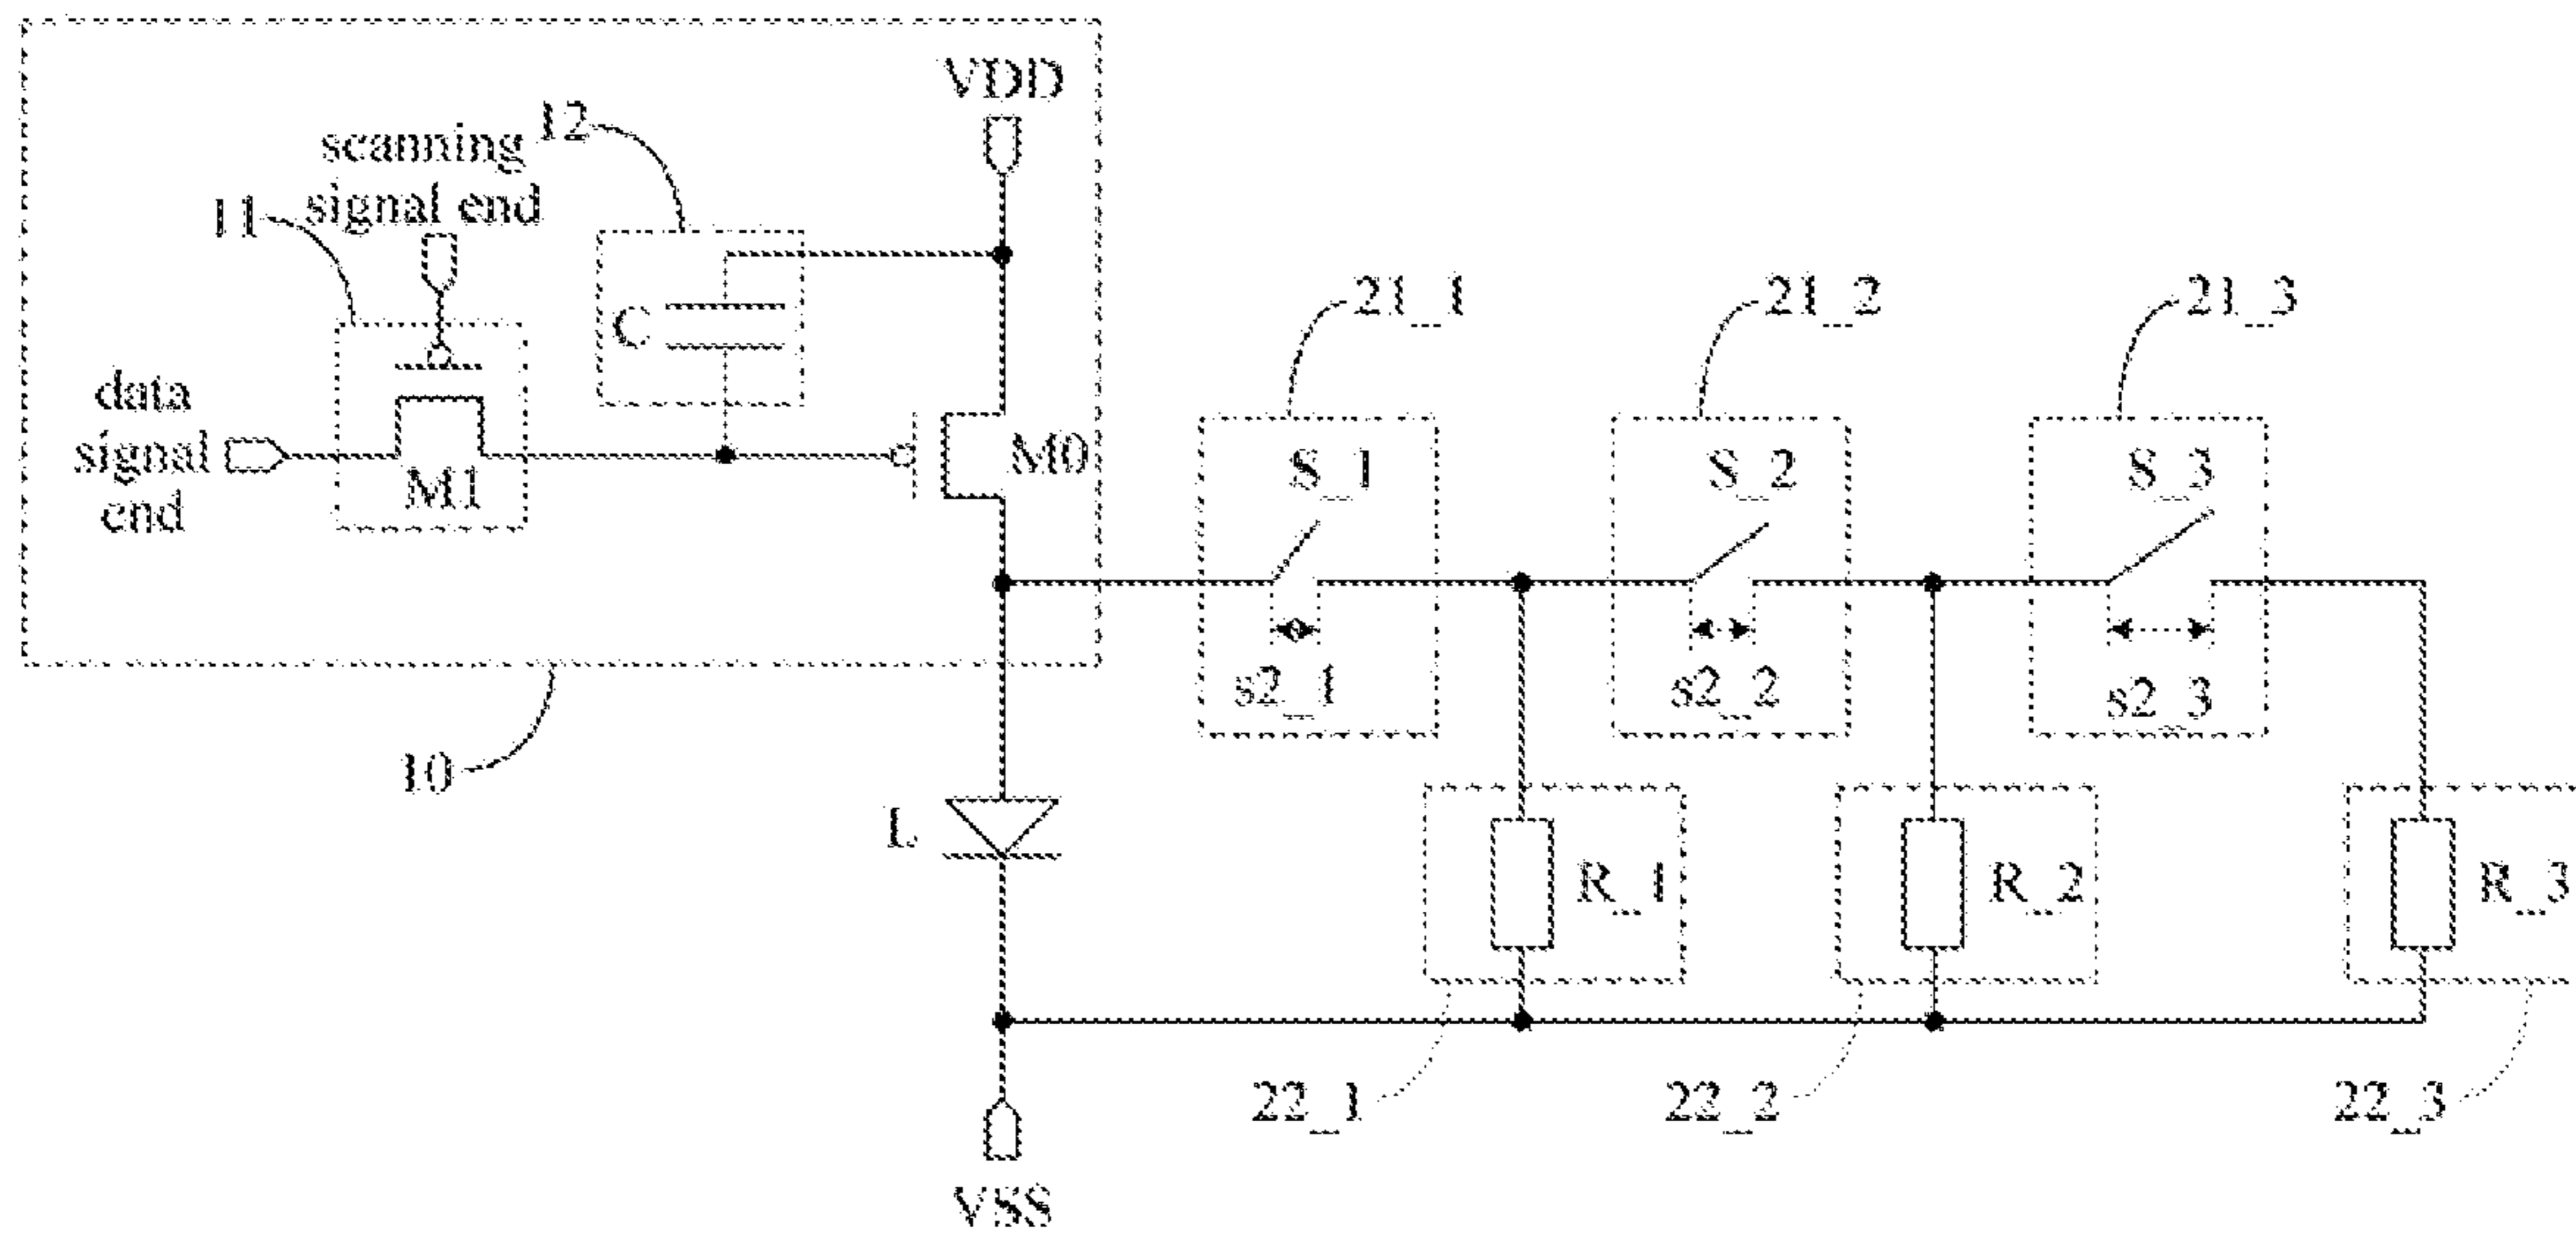 VDD
12
scanning
signal end
11
C
data
signal
end
M1
M0
10
21_1
21_2
21_3
S_1
S_2
S_3
s2_1
s2_2
s2_3
L
R_1
R_2
R_3
22_1
22_2
22_3
VSS